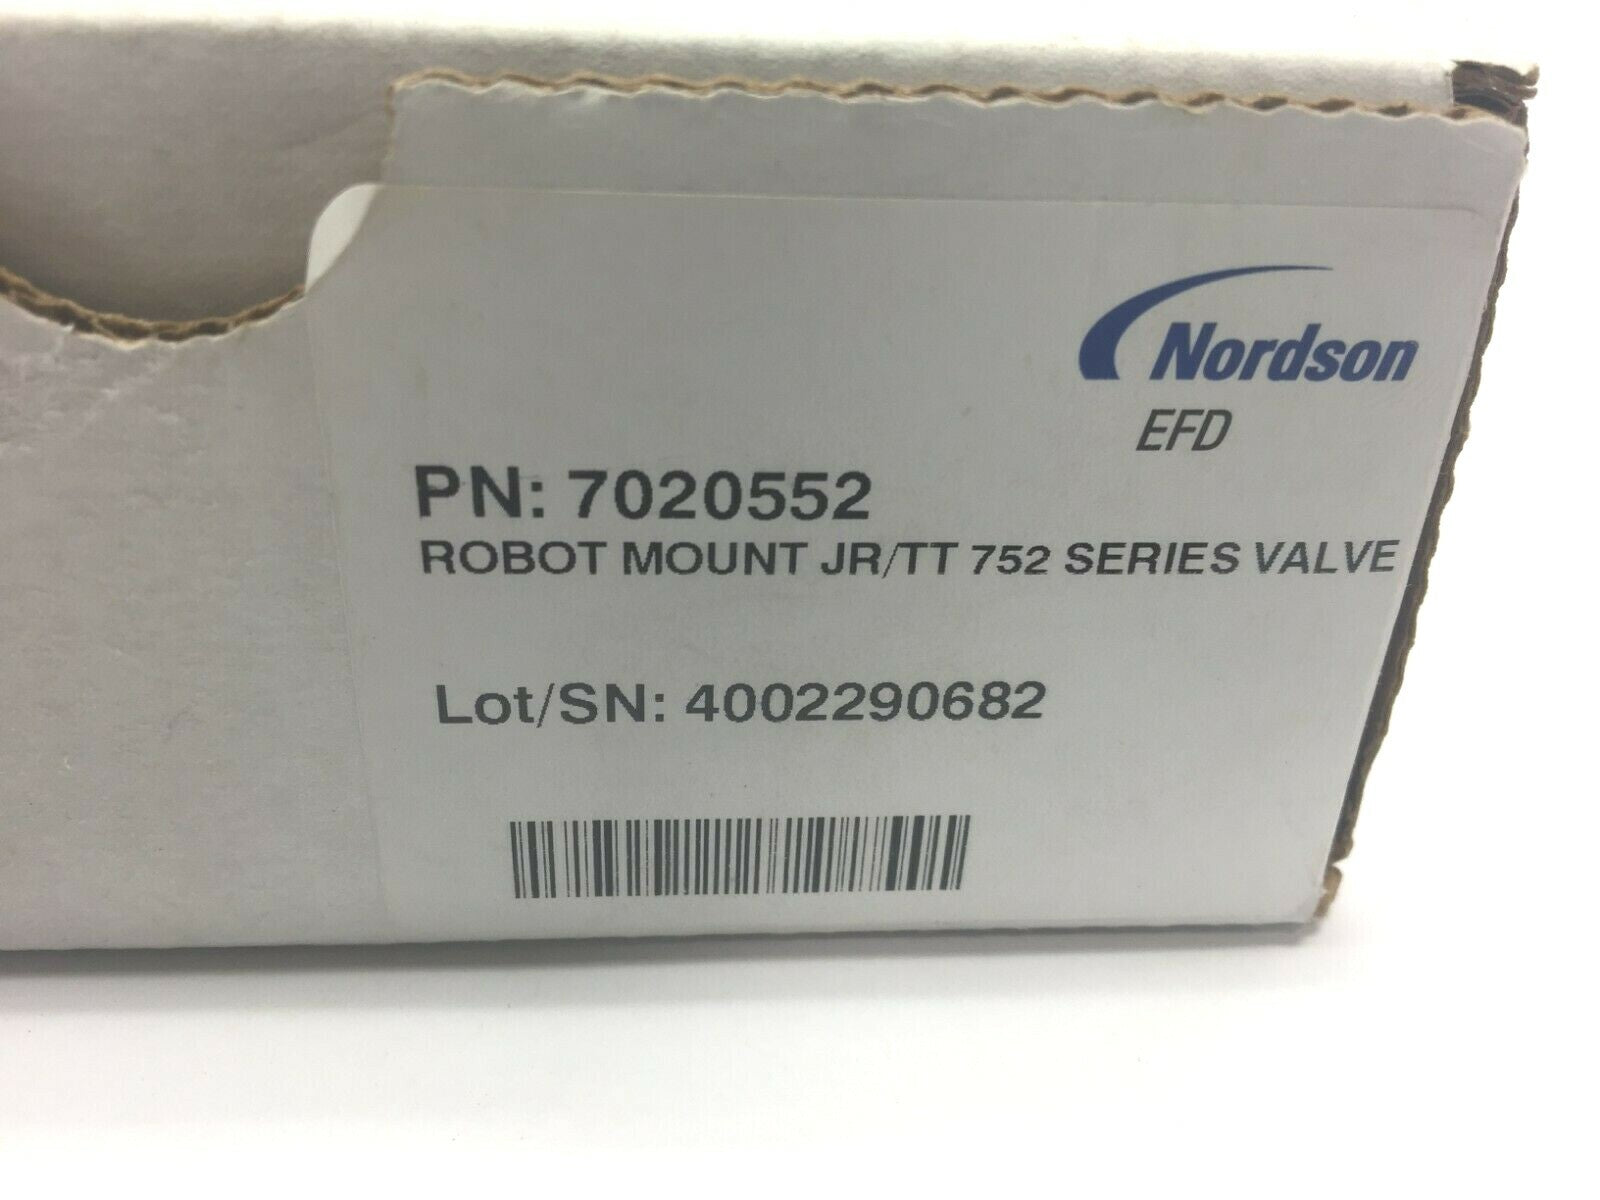 Nordson
EFD
PN: 7020552
ROBOT MOUNT JR/TT 752 SERIES VALVE
Lot/SN: 4002290682